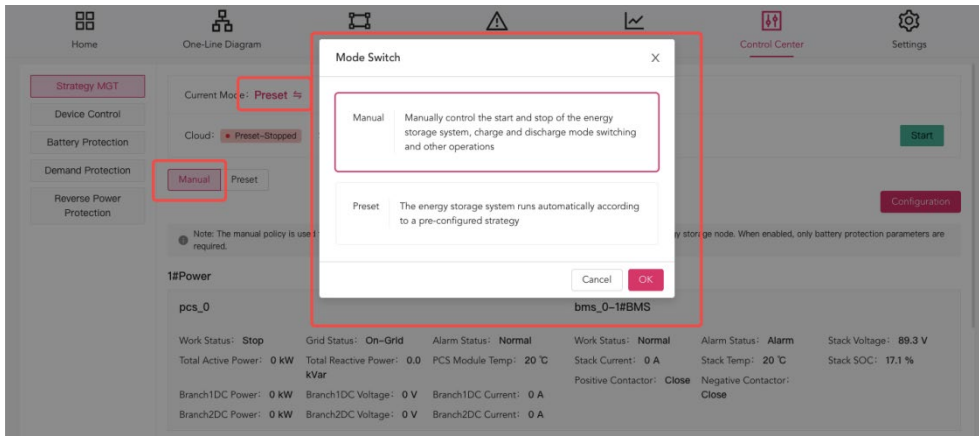 Home
One-Line Diagram
Control Center
Settings
Strategy MGT
Device Control
Battery Protection
Demand Protection
Reverse Power
Protection
Current Mode: Preset
Cloud: Preset-Stopped
Start
Manual
Preset
Configuration
Note: The manual policy is use
gy storage node. When enabled, only battery protection parameters are
required.
Mode Switch
X
Manual
Manually control the start and stop of the energy
storage system, charge and discharge mode switching
and other operations
Preset
The energy storage system runs automatically according
to a pre-configured strategy
Cancel
OK
1#Power
pcs_0
Work Status: Stop
Grid Status: On-Grid
Alarm Status: Normal
Total Active Power: 0 kW
Total Reactive Power: 0.0
kVar
PCS Module Temp: 20 ℃
Branch1DC Power: 0 kW
Branch1DC Voltage: 0 V
Branch1DC Current: 0 A
Branch2DC Power: 0 kW
Branch2DC Voltage: 0 V
Branch2DC Current: 0 A
bms_0-1#BMS
Work Status: Normal
Alarm Status: Alarm
Stack Voltage: 89.3 V
Stack Current: 0 A
Stack Temp: 20 ℃
Stack SOC: 17.1 %
Positive Contactor: Close
Negative Contactor:
Close